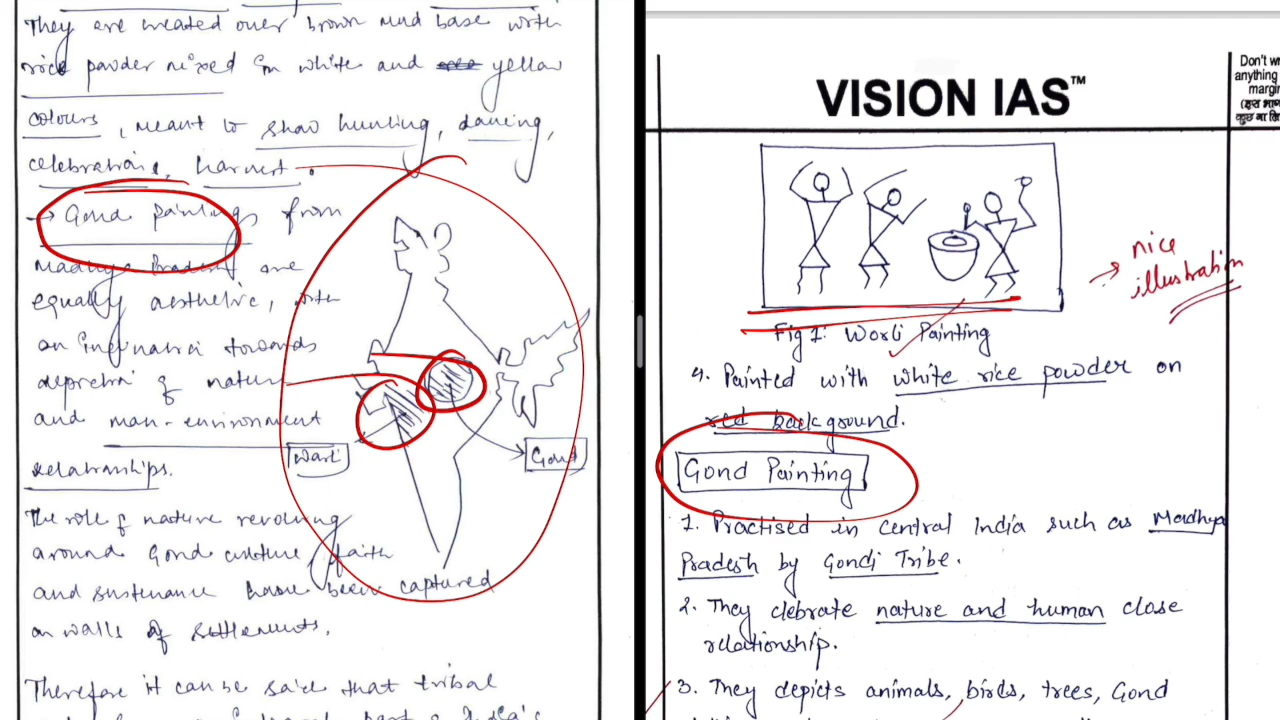 They are created over brown mud base with
rice powder mixed in white and yellow
colours, meant to show hunting, dancing,
celebrations, harvest.
→ Gond paintings from
Madhya Pradesh are
equally aesthetic, with
an inclination towards
depiction of nature
and man-environment
relationships.
Warli
Gond
The role of nature revolving
around Gond culture, faith
and sustenance have been captured
on walls of settlements.
Therefore it can be said that tribal
Don't wr
anything
margin
(इस भाग
कुछ ना लि
VISION IAS™
nice
illustration
Fig 1: Worli Painting
4. Painted with white rice powder on
red background.
Gond Painting
1. Practised in central India such as Madhya
Pradesh by Gondi Tribe.
2. They clebrate nature and human close
relationship.
3. They depicts animals, birds, trees, Gond